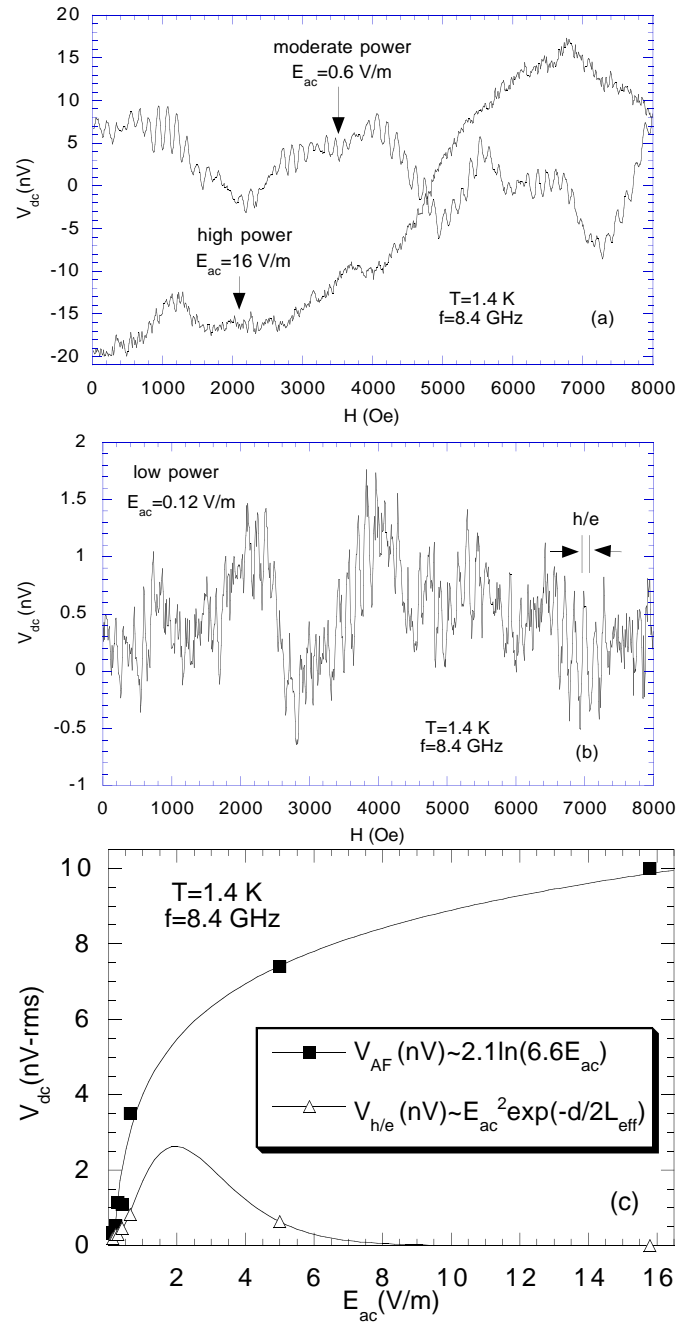 20
15
10
5
0
-5
-10
-15
-20
V_dc(nV)
moderate power
E_ac=0.6 V/m
high power
E_ac=16 V/m
T=1.4 K
f=8.4 GHz
(a)
0 1000 2000 3000 4000 5000 6000 7000 8000
H (Oe)
2
1.5
1
0.5
0
-0.5
-1
V_dc(nV)
low power
E_ac=0.12 V/m
h/e
T=1.4 K
f=8.4 GHz
(b)
0 1000 2000 3000 4000 5000 6000 7000 8000
H (Oe)
10
8
6
4
2
0
V_dc(nV-rms)
T=1.4 K
f=8.4 GHz
V_AF (nV)~2.1ln(6.6E_ac)
V_h/e (nV)~E_ac^2exp(-d/2L_eff)
(c)
2 4 6 8 10 12 14 16
E_ac(V/m)